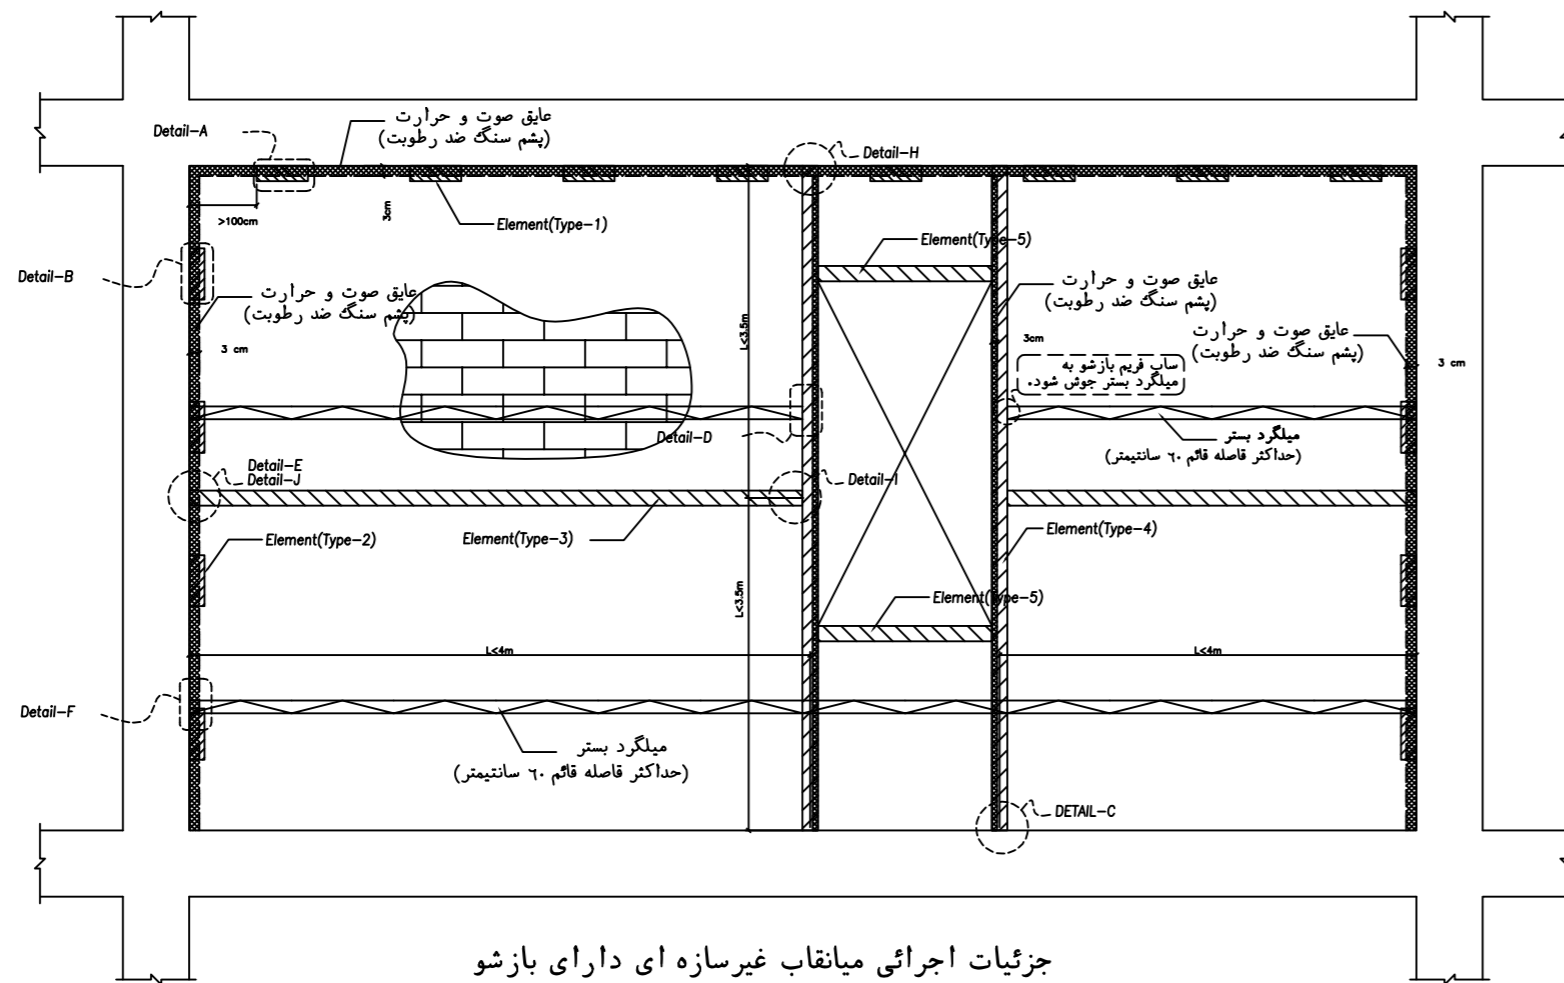 عایق صوت و حرارت
(پشم سنگ ضد رطوبت)
Detail-A
Detail-H
>100cm
3cm
Element(Type-1)
Element(Type-5)
Detail-B
عایق صوت و حرارت
(پشم سنگ ضد رطوبت)
عایق صوت و حرارت
(پشم سنگ ضد رطوبت)
3 cm
L<3.5m
3cm
عایق صوت و حرارت
(پشم سنگ ضد رطوبت)
3 cm
ساب فریم بازشو به
میلگرد بستر جوش شود.
Detail-D
میلگرد بستر
(حداکثر فاصله قائم ٦٠ سانتیمتر)
Detail-E
Detail-J
Detail-I
Element(Type-2)
Element(Type-3)
Element(Type-4)
L<3.5m
Element(Type-5)
L<4m
L<4m
Detail-F
میلگرد بستر
(حداکثر فاصله قائم ٦٠ سانتیمتر)
DETAIL-C
جزئیات اجرائی میانقاب غیرسازه ای دارای بازشو